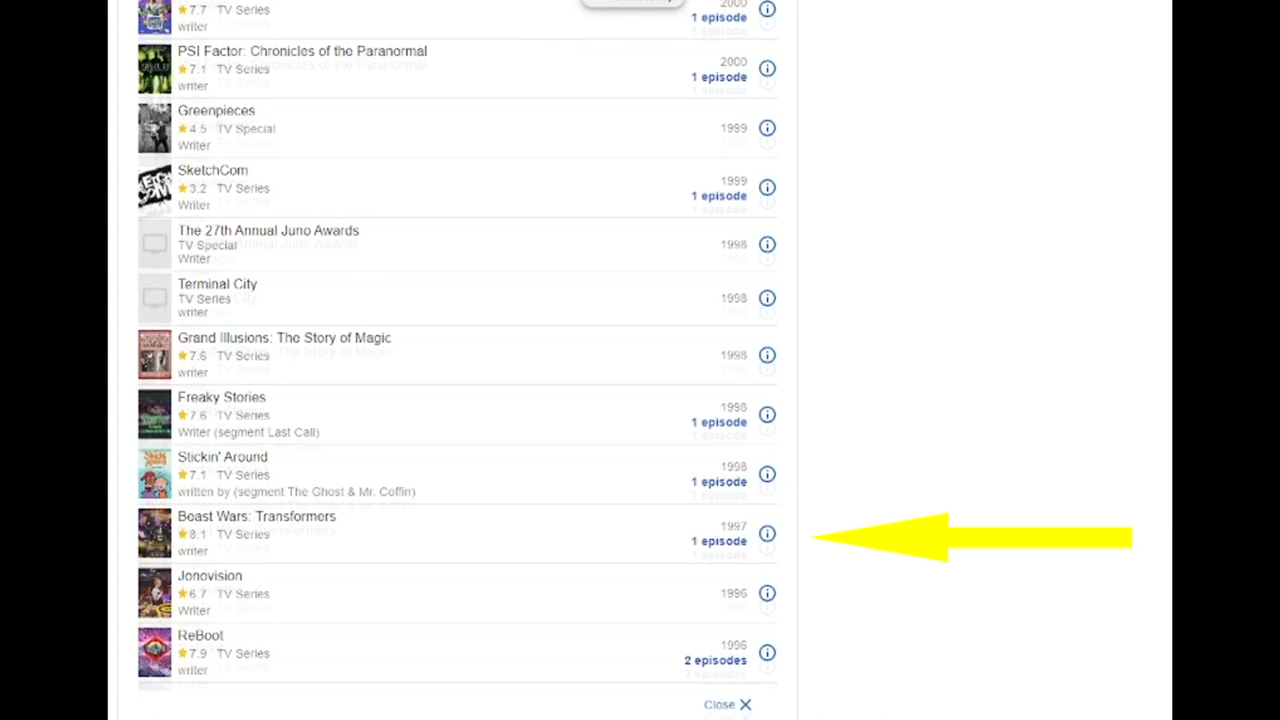 2000
7.7 TV Series
1 episode
writer
PSI Factor: Chronicles of the Paranormal
2000
7.1 TV Series
1 episode
writer
Greenpieces
4.5 TV Special
1999
Writer
SketchCom
1999
3.2 TV Series
1 episode
Writer
The 27th Annual Juno Awards
TV Special
1998
Writer
Terminal City
TV Series
1998
writer
Grand Illusions: The Story of Magic
7.6 TV Series
1998
writer
Freaky Stories
1998
7.6 TV Series
1 episode
Writer (segment Last Call)
Stickin' Around
1998
7.1 TV Series
1 episode
written by (segment The Ghost & Mr. Coffin)
Beast Wars: Transformers
1997
8.1 TV Series
1 episode
writer
Jonovision
6.7 TV Series
1996
Writer
ReBoot
1996
7.9 TV Series
2 episodes
writer
Close